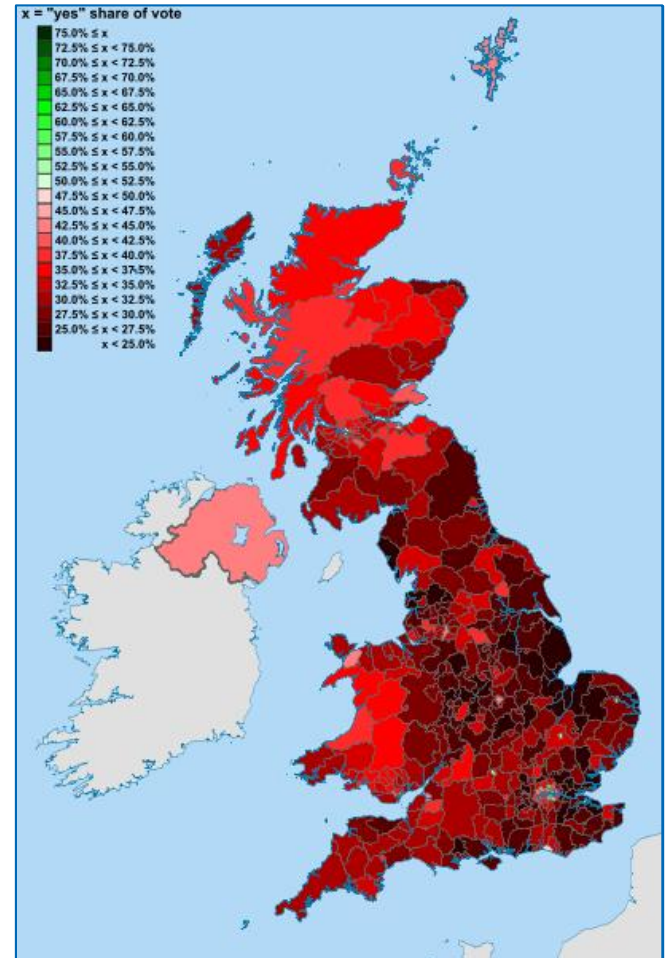 x = "yes" share of vote
75.0% ≤ x
72.5% ≤ x < 75.0%
70.0% ≤ x < 72.5%
67.5% ≤ x < 70.0%
65.0% ≤ x < 67.5%
62.5% ≤ x < 65.0%
60.0% ≤ x < 62.5%
57.5% ≤ x < 60.0%
55.0% ≤ x < 57.5%
52.5% ≤ x < 55.0%
50.0% ≤ x < 52.5%
47.5% ≤ x < 50.0%
45.0% ≤ x < 47.5%
42.5% ≤ x < 45.0%
40.0% ≤ x < 42.5%
37.5% ≤ x < 40.0%
35.0% ≤ x < 37.5%
32.5% ≤ x < 35.0%
30.0% ≤ x < 32.5%
27.5% ≤ x < 30.0%
25.0% ≤ x < 27.5%
x < 25.0%